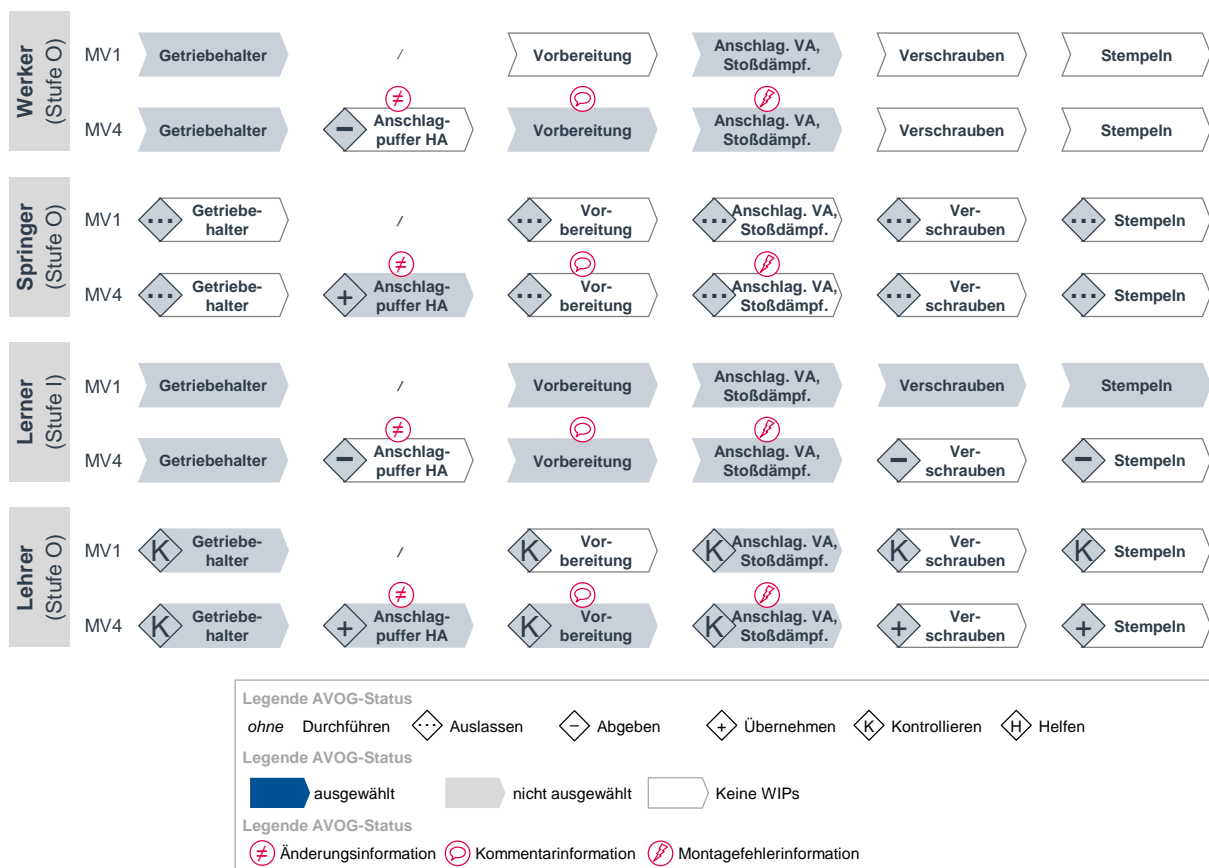 Werker
(Stufe O)
MV1
Getriebehalter
/
Vorbereitung
Anschlag. VA,
Stoßdämpf.
Verschrauben
Stempeln
≠
MV4
Getriebehalter
−
Anschlag-
puffer HA
Vorbereitung
Anschlag. VA,
Stoßdämpf.
Verschrauben
Stempeln
Springer
(Stufe O)
MV1
...
Getriebe-
halter
/
...
Vor-
bereitung
...
Anschlag. VA,
Stoßdämpf.
...
Ver-
schrauben
...
Stempeln
≠
MV4
...
Getriebe-
halter
+
Anschlag-
puffer HA
...
Vor-
bereitung
...
Anschlag. VA,
Stoßdämpf.
...
Ver-
schrauben
...
Stempeln
Lerner
(Stufe I)
MV1
Getriebehalter
/
Vorbereitung
Anschlag. VA,
Stoßdämpf.
Verschrauben
Stempeln
≠
MV4
Getriebehalter
−
Anschlag-
puffer HA
Vorbereitung
Anschlag. VA,
Stoßdämpf.
−
Ver-
schrauben
−
Stempeln
Lehrer
(Stufe O)
MV1
K
Getriebe-
halter
/
K
Vor-
bereitung
K
Anschlag. VA,
Stoßdämpf.
K
Ver-
schrauben
K
Stempeln
≠
MV4
K
Getriebe-
halter
+
Anschlag-
puffer HA
K
Vor-
bereitung
K
Anschlag. VA,
Stoßdämpf.
+
Ver-
schrauben
+
Stempeln
Legende AVOG-Status
ohne Durchführen ... Auslassen − Abgeben + Übernehmen K Kontrollieren H Helfen
Legende AVOG-Status
ausgewählt nicht ausgewählt Keine WIPs
Legende AVOG-Status
≠ Änderungsinformation Kommentarinformation Montagefehlerinformation